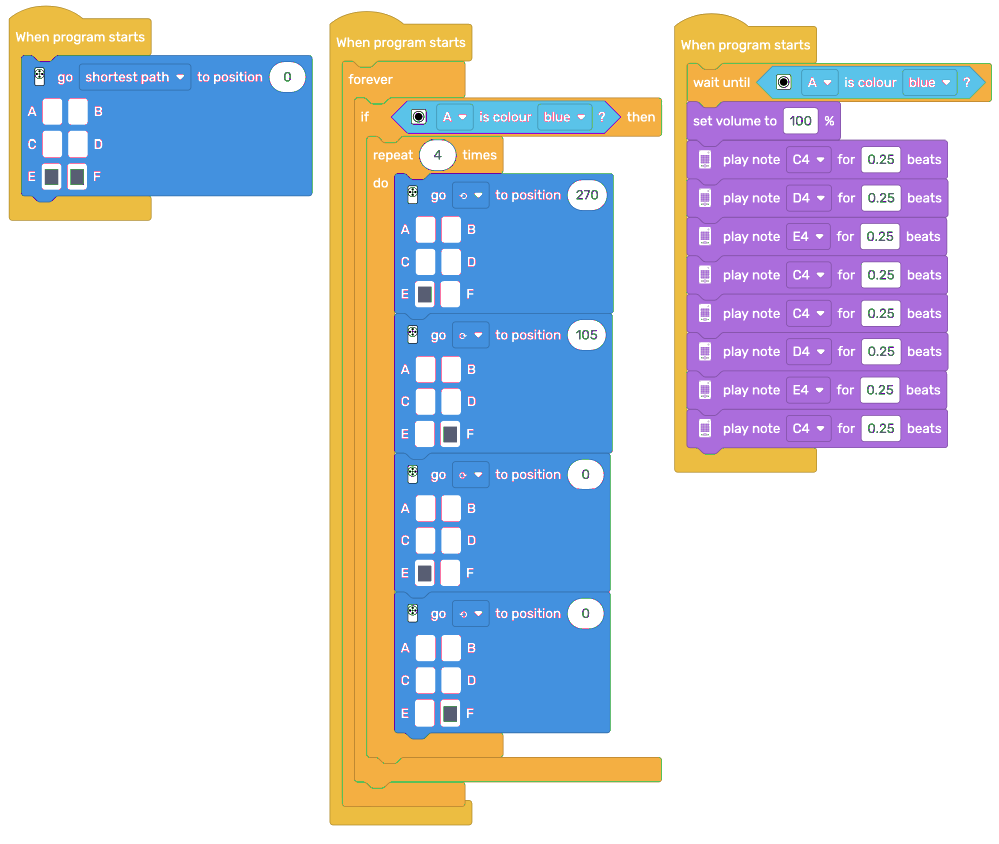 When program starts
go shortest path to position 0
A B
C D
E F
When program starts
forever
if A is colour blue ? then
repeat 4 times
do
go to position 270
A B
C D
E F
go to position 105
A B
C D
E F
go to position 0
A B
C D
E F
go to position 0
A B
C D
E F
When program starts
wait until A is colour blue ?
set volume to 100 %
play note C4 for 0.25 beats
play note D4 for 0.25 beats
play note E4 for 0.25 beats
play note C4 for 0.25 beats
play note C4 for 0.25 beats
play note D4 for 0.25 beats
play note E4 for 0.25 beats
play note C4 for 0.25 beats